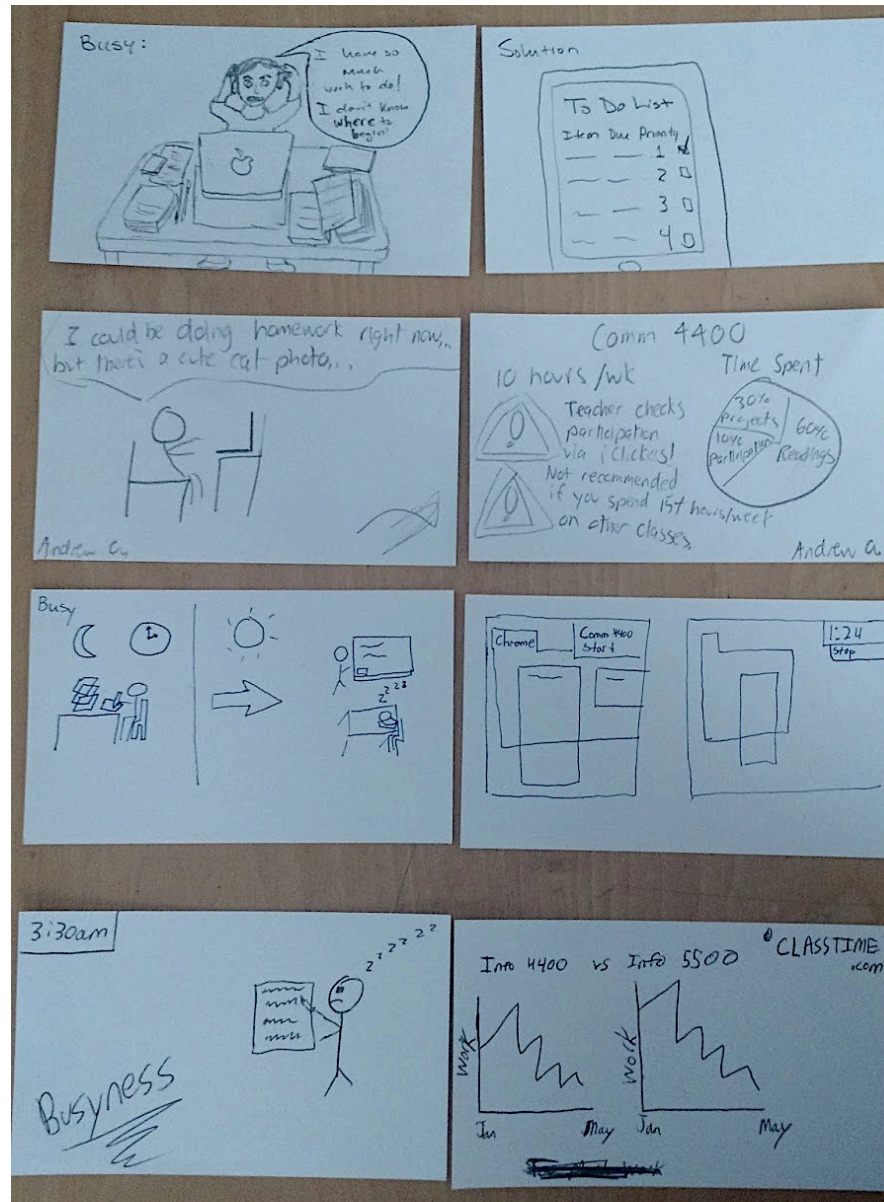 Busy:
I have so
much
work to do!
I don't know
where to
begin!
Solution
To Do List
Item Due Priority
1
2
3
4
I could be doing homework right now...
but there's a cute cat photo...
Andrew C.
Comm 4400
10 hours/wk
Time Spent
Teacher checks
participation
via iClickers!
Not recommended
if you spend 15+ hours/week
on other classes
30%
projects
10%
participation
60%
Readings
Andrew C.
Busy
z z z z
Chrome
Comm 4400
Start
1:24
Stop
3:30am
z z z z z z
Busyness
CLASSTIME
.com
Info 4400 vs Info 5500
Work
Jan May
Work
Jan May